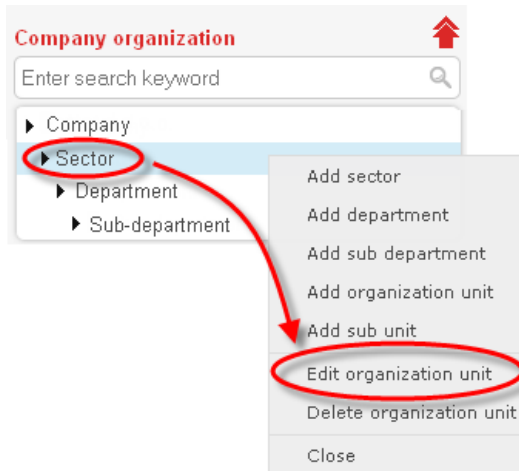 Company organization
Enter search keyword
Company
Sector
Department
Sub-department
Add sector
Add department
Add sub department
Add organization unit
Add sub unit
Edit organization unit
Delete organization unit
Close